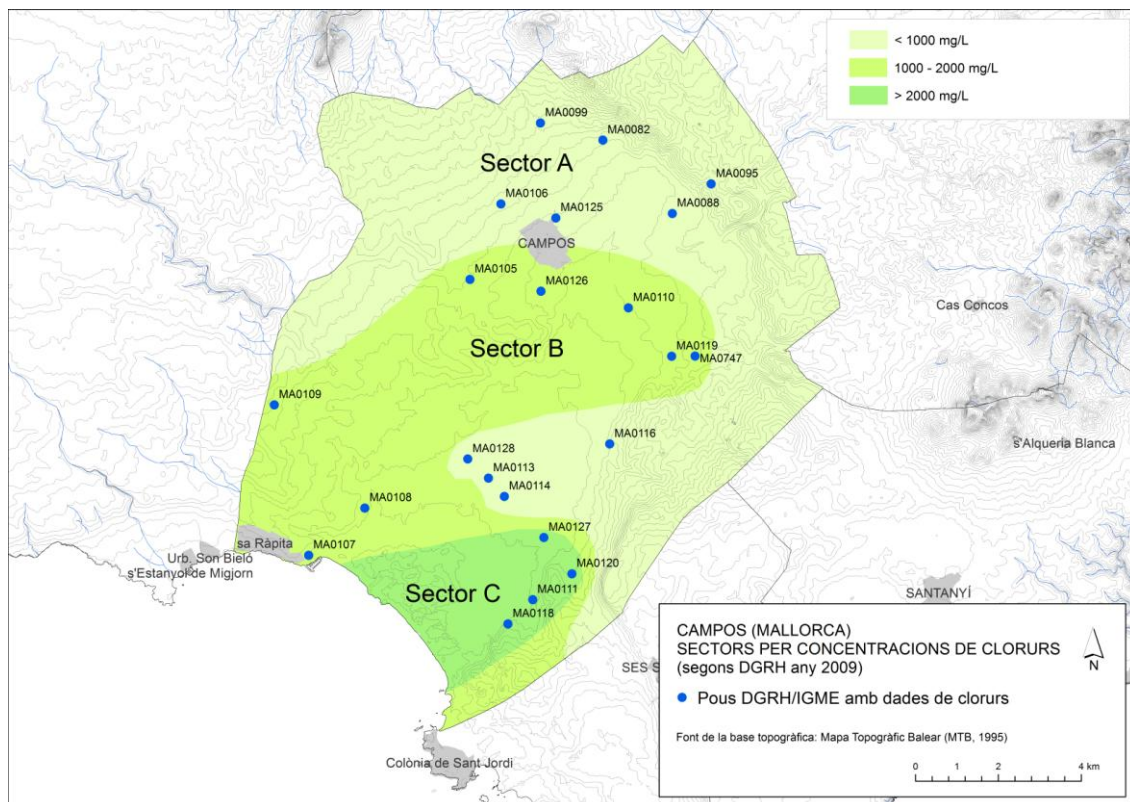 < 1000 mg/L
1000 - 2000 mg/L
> 2000 mg/L
MA0099
MA0082
Sector A
MA0095
MA0106
MA0088
MA0125
CAMPOS
MA0105
MA0126
MA0110
Cas Concos
Sector B
MA0119
MA0747
MA0109
MA0116
s'Alqueria Blanca
MA0128
MA0113
MA0114
MA0108
MA0127
sa Ràpita
MA0107
Urb. Son Bieló
s'Estanyol de Migjorn
MA0120
Sector C
MA0111
SANTANYÍ
MA0118
CAMPOS (MALLORCA)
SECTORS PER CONCENTRACIONS DE CLORURS
(segons DGRH any 2009)
N
SES S
Pous DGRH/IGME amb dades de clorurs
Font de la base topogràfica: Mapa Topogràfic Balear (MTB, 1995)
Colònia de Sant Jordi
0 1 2 4 km